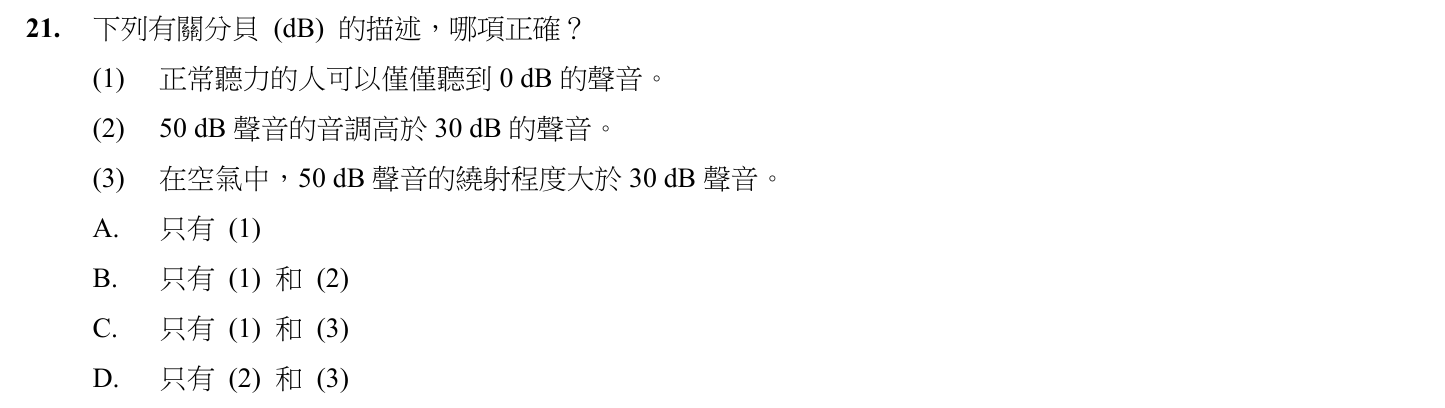 21. 下列有關分貝 (dB) 的描述，哪項正確？
(1) 正常聽力的人可以僅僅聽到 0 dB 的聲音。
(2) 50 dB 聲音的音調高於 30 dB 的聲音。
(3) 在空氣中，50 dB 聲音的繞射程度大於 30 dB 聲音。
A. 只有 (1)
B. 只有 (1) 和 (2)
C. 只有 (1) 和 (3)
D. 只有 (2) 和 (3)